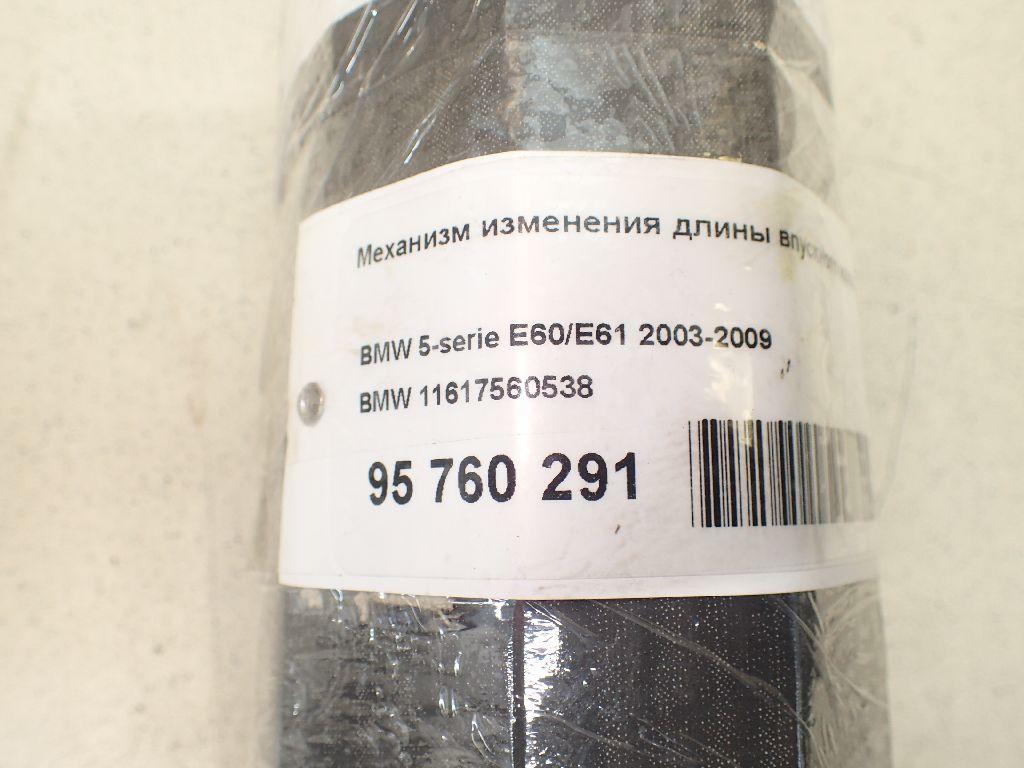 Механизм изменения длины
BMW 5-serie E60/E61 2003-2009
BMW 11617560538
95 760 291